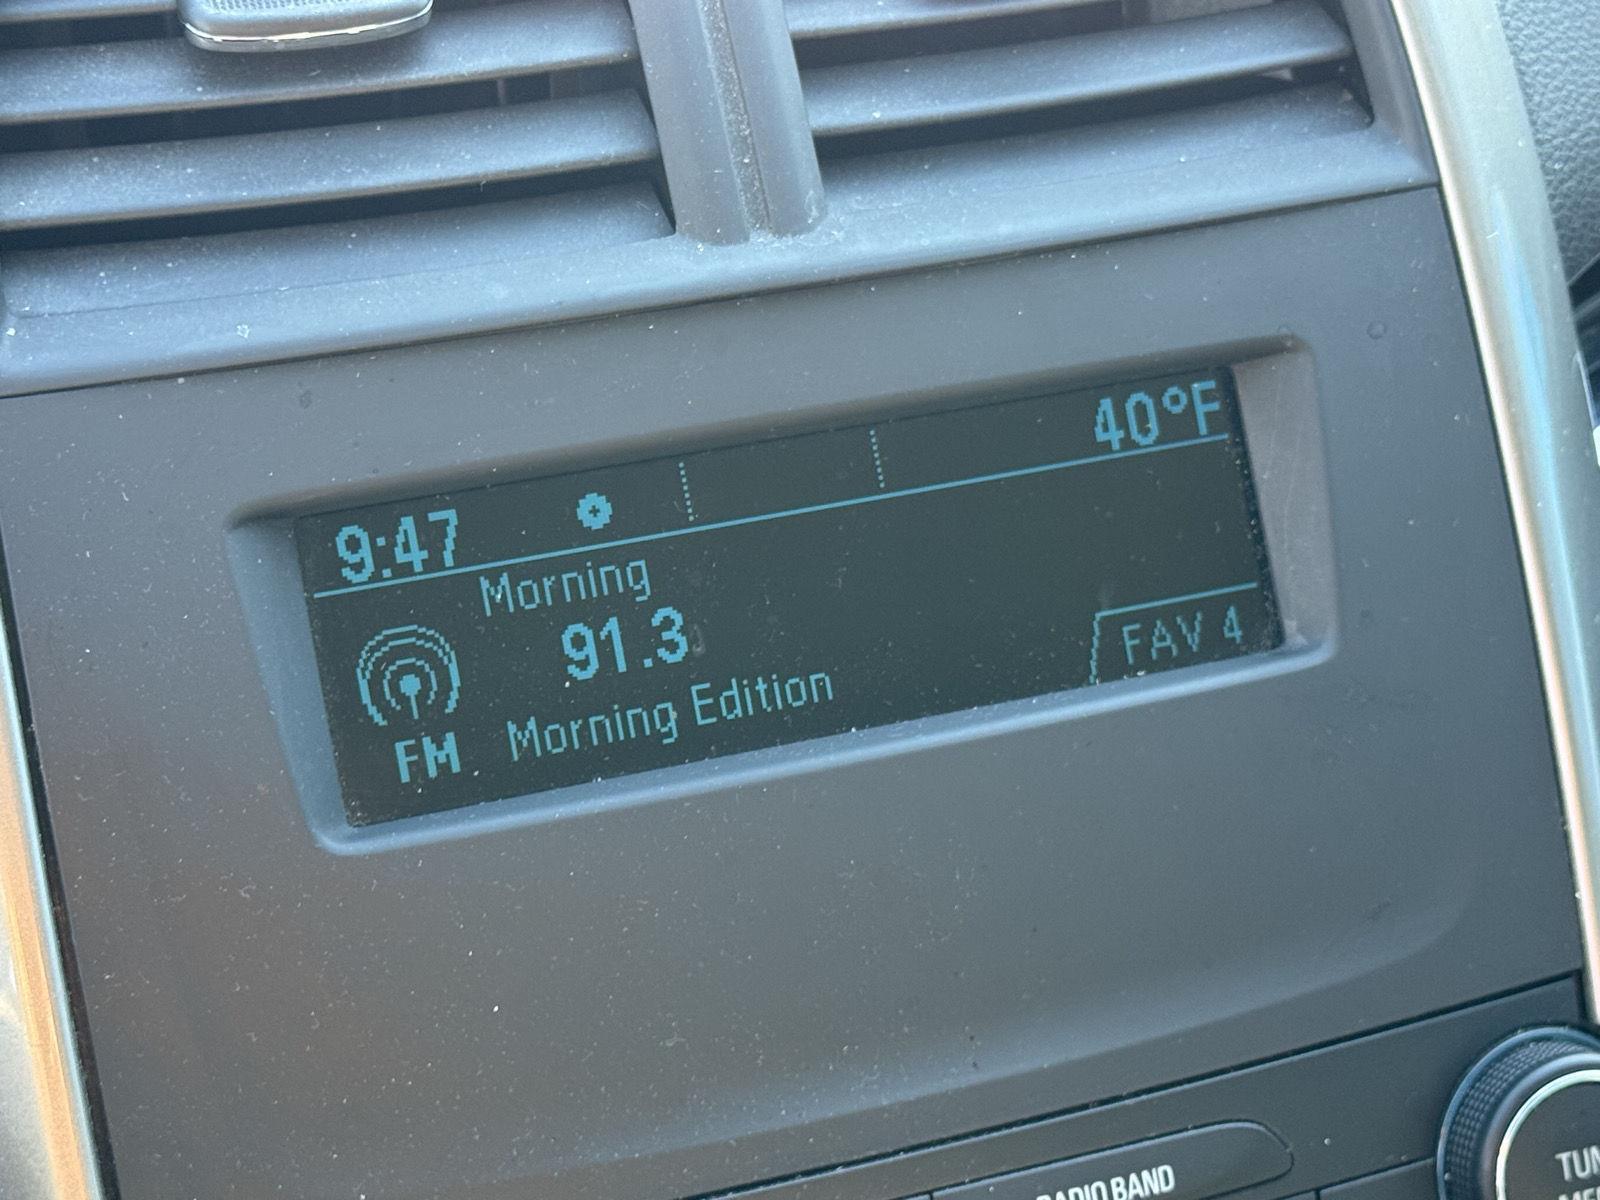 9:47 40°F
Morning
91.3
FAV 4
Morning Edition
FM
RADIO BAND